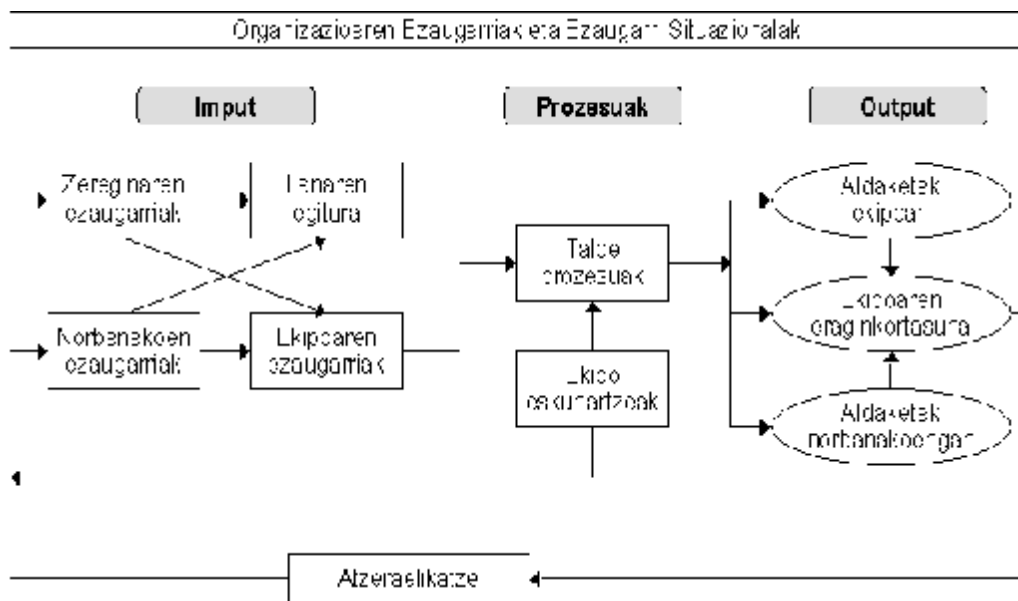 Organizazioaren Ezaugarriak eta Ezaugarri Situazionalak
Imput
Prozesuak
Output
Zereginaren
ezaugarriak
Lanaren
egitura
Aldaketak
ekipoan
Talde
prozesuak
Ekipoaren
eraginkortasuna
Norbanakoen
ezaugarriak
Ekipoaren
ezaugarriak
Ekipo
eskuhartzeak
Aldaketak
norbanakoengan
Atzeraelikatze